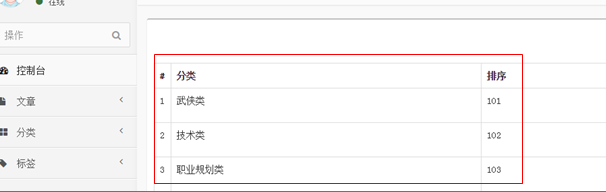 在线
操作
控制台
文章
分类
标签
# 分类 排序
1 武侠类 101
2 技术类 102
3 职业规划类 103